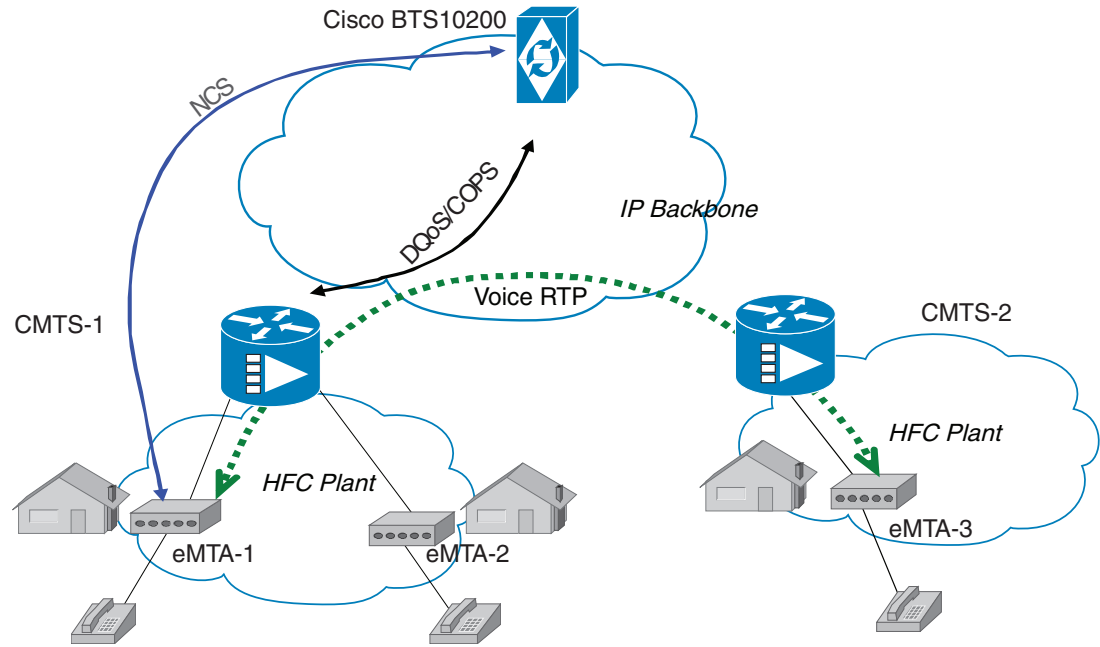 Cisco BTS10200
NCS
DQoS/COPS
IP Backbone
Voice RTP
CMTS-1
CMTS-2
HFC Plant
HFC Plant
eMTA-1
eMTA-2
eMTA-3